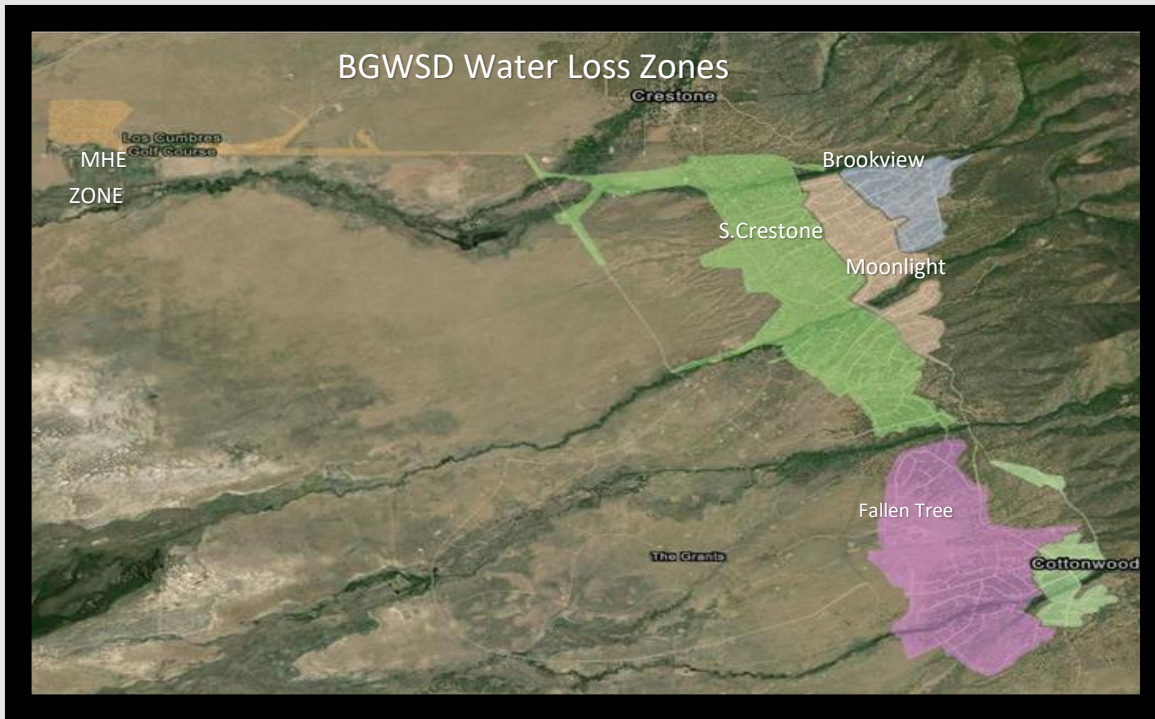 BGWSD Water Loss Zones
Crestone
Los Cumbres
Golf Course
MHE
ZONE
Brookview
S.Crestone
Moonlight
Fallen Tree
The Grants
Cottonwood